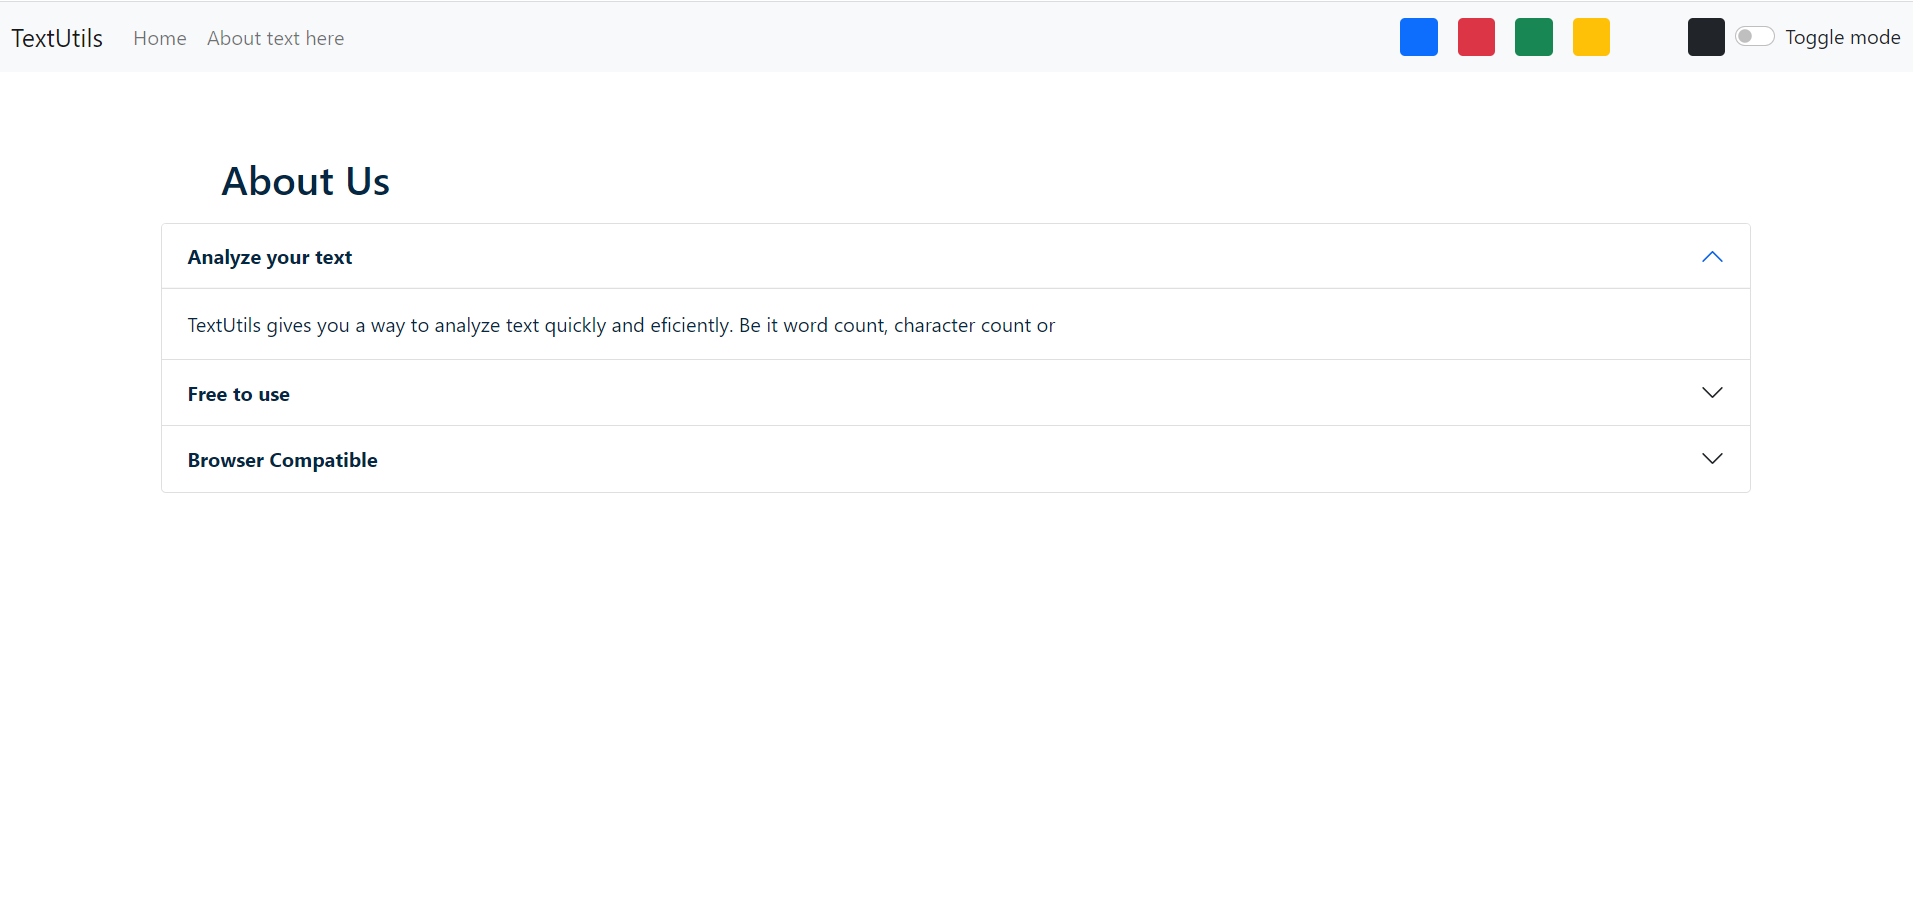 TextUtils Home About text here Toggle mode
About Us
Analyze your text
TextUtils gives you a way to analyze text quickly and eficiently. Be it word count, character count or
Free to use
Browser Compatible